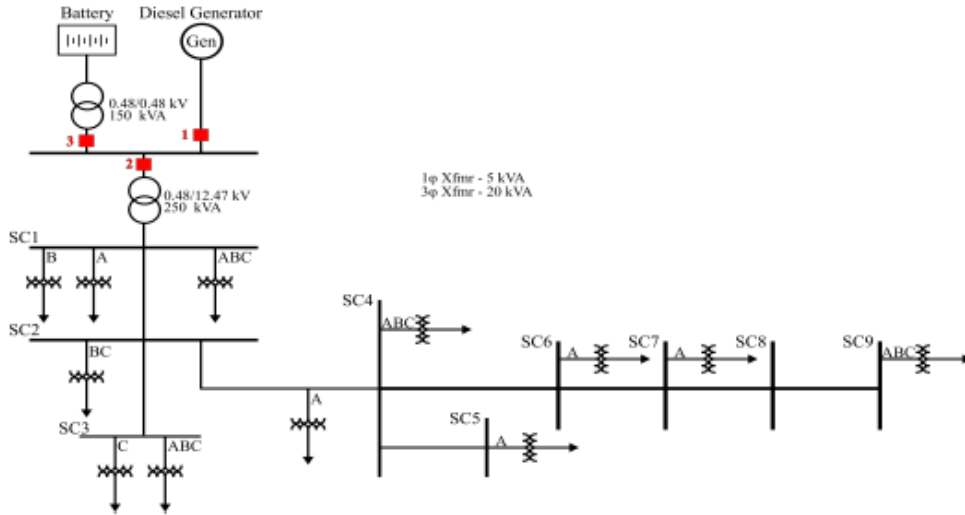 Battery
Diesel Generator
Gen
0.48/0.48 kV
150 kVA
3
1
2
0.48/12.47 kV
250 kVA
1φ Xfmr - 5 kVA
3φ Xfmr - 20 kVA
SC1
B
A
ABC
SC2
BC
SC3
C
ABC
A
SC4
ABC
SC5
A
SC6
A
SC7
A
SC8
SC9
ABC